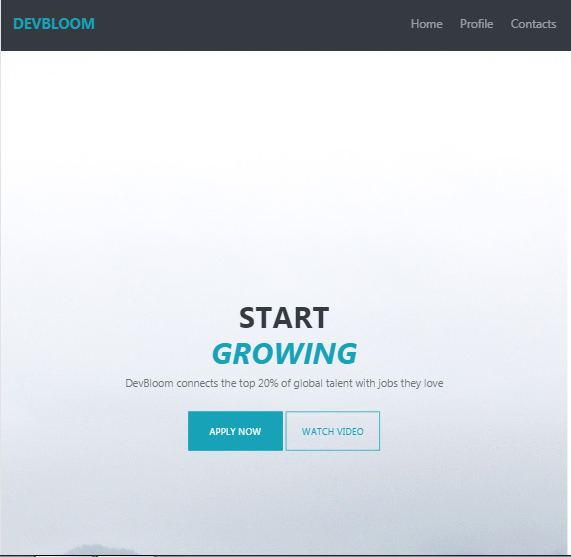 DEVBLOOM Home Profile Contacts
START
GROWING
DevBloom connects the top 20% of global talent with jobs they love
APPLY NOW WATCH VIDEO